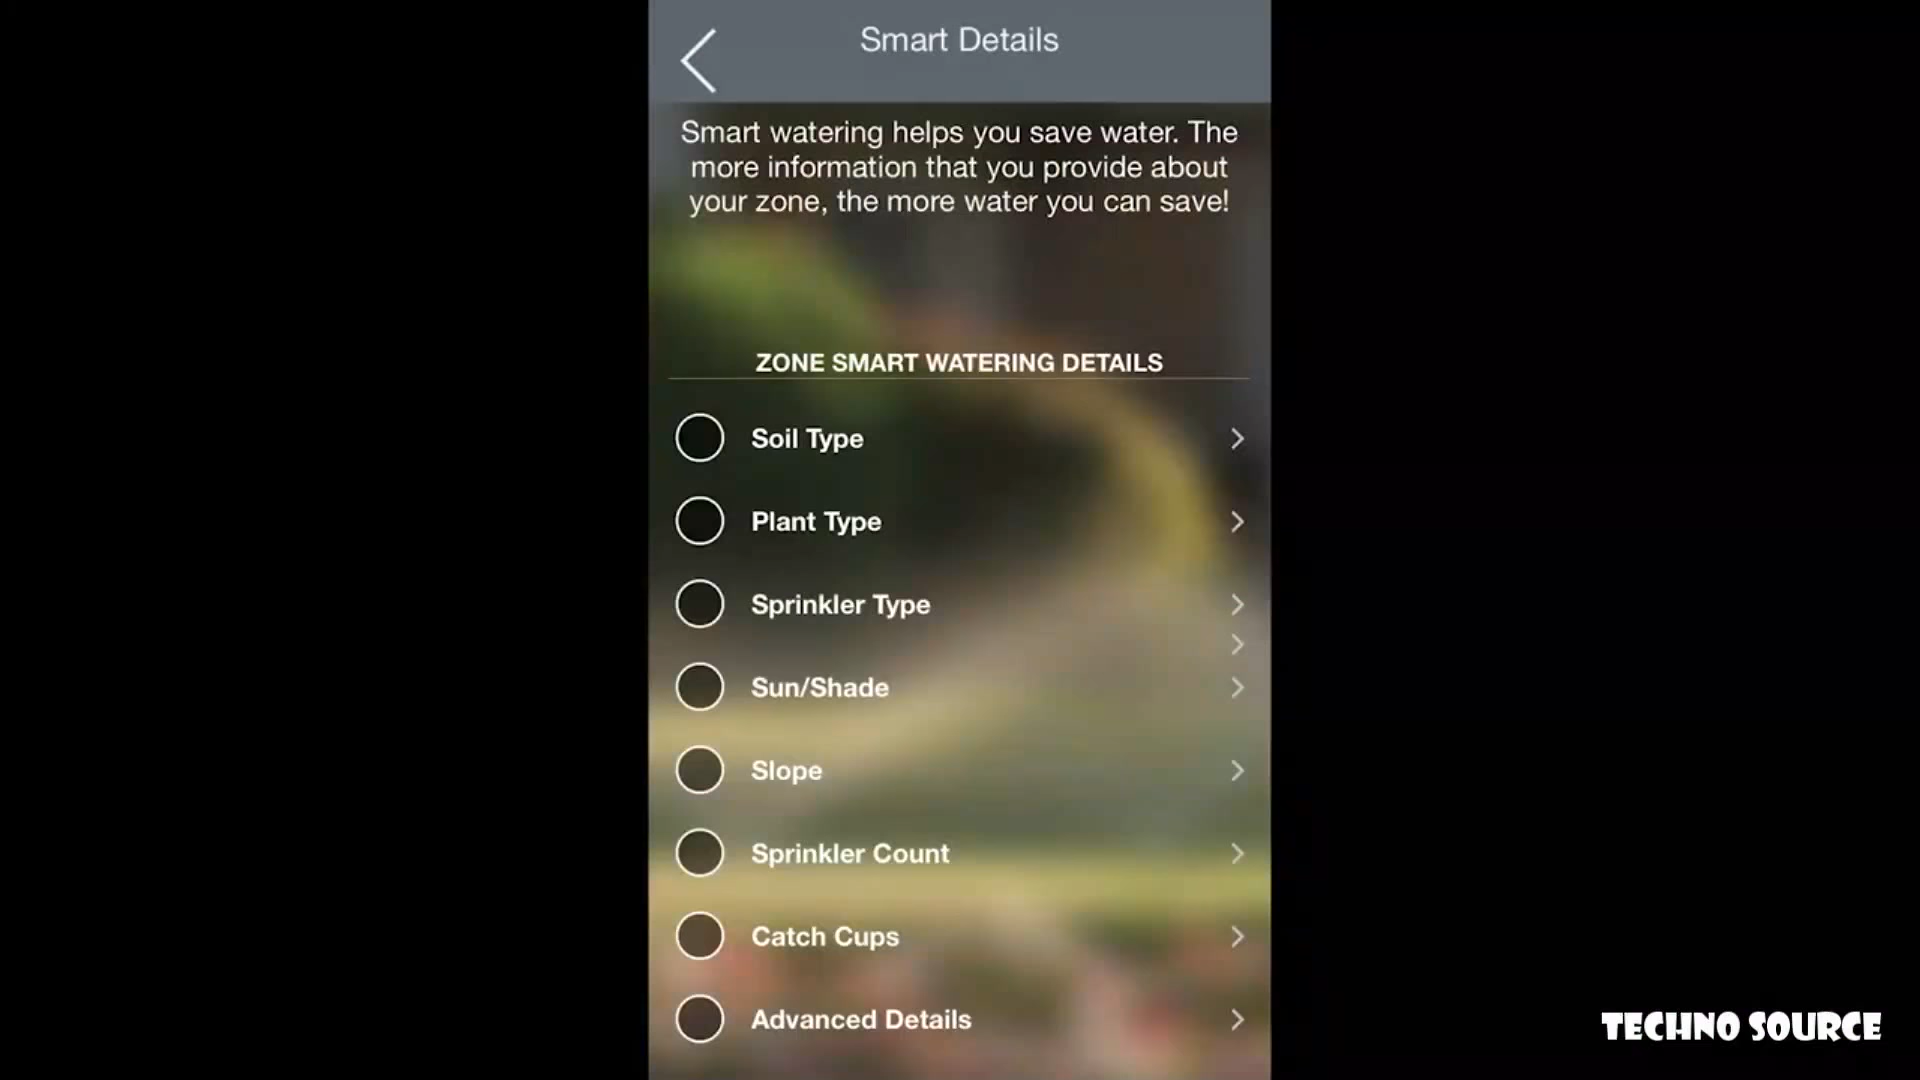 Smart Details
Smart watering helps you save water. The
more information that you provide about
your zone, the more water you can save!
ZONE SMART WATERING DETAILS
Soil Type
Plant Type
Sprinkler Type
Sun/Shade
Slope
Sprinkler Count
Catch Cups
Advanced Details
TECHNO SOURCE